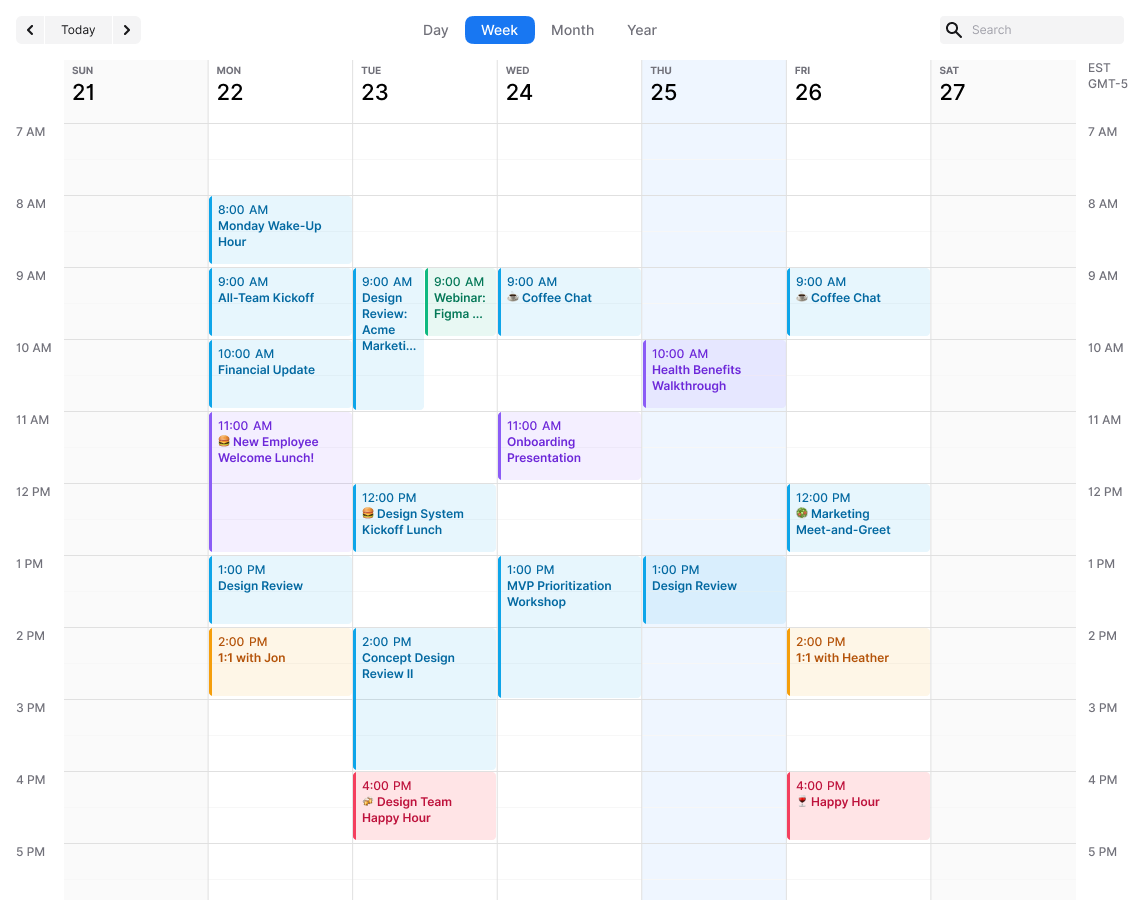 Today
Day
Week
Month
Year
Search
SUN
21
MON
22
TUE
23
WED
24
THU
25
FRI
26
SAT
27
EST
GMT-5
7 AM
8 AM
9 AM
10 AM
11 AM
12 PM
1 PM
2 PM
3 PM
4 PM
5 PM
8:00 AM
Monday Wake-Up
Hour
9:00 AM
All-Team Kickoff
10:00 AM
Financial Update
11:00 AM
🍔 New Employee
Welcome Lunch!
1:00 PM
Design Review
2:00 PM
1:1 with Jon
9:00 AM
Design
Review:
Acme
Marketi...
9:00 AM
Webinar:
Figma ...
12:00 PM
🍔 Design System
Kickoff Lunch
2:00 PM
Concept Design
Review II
4:00 PM
🍻 Design Team
Happy Hour
9:00 AM
☕ Coffee Chat
11:00 AM
Onboarding
Presentation
1:00 PM
MVP Prioritization
Workshop
10:00 AM
Health Benefits
Walkthrough
1:00 PM
Design Review
9:00 AM
☕ Coffee Chat
12:00 PM
🥗 Marketing
Meet-and-Greet
2:00 PM
1:1 with Heather
4:00 PM
🍷 Happy Hour
7 AM
8 AM
9 AM
10 AM
11 AM
12 PM
1 PM
2 PM
3 PM
4 PM
5 PM